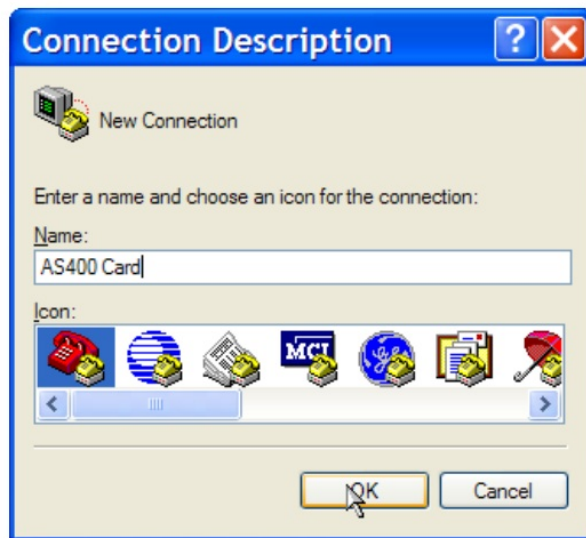 Connection Description
New Connection
Enter a name and choose an icon for the connection:
Name:
AS400 Card
Icon:
MCI
OK
Cancel